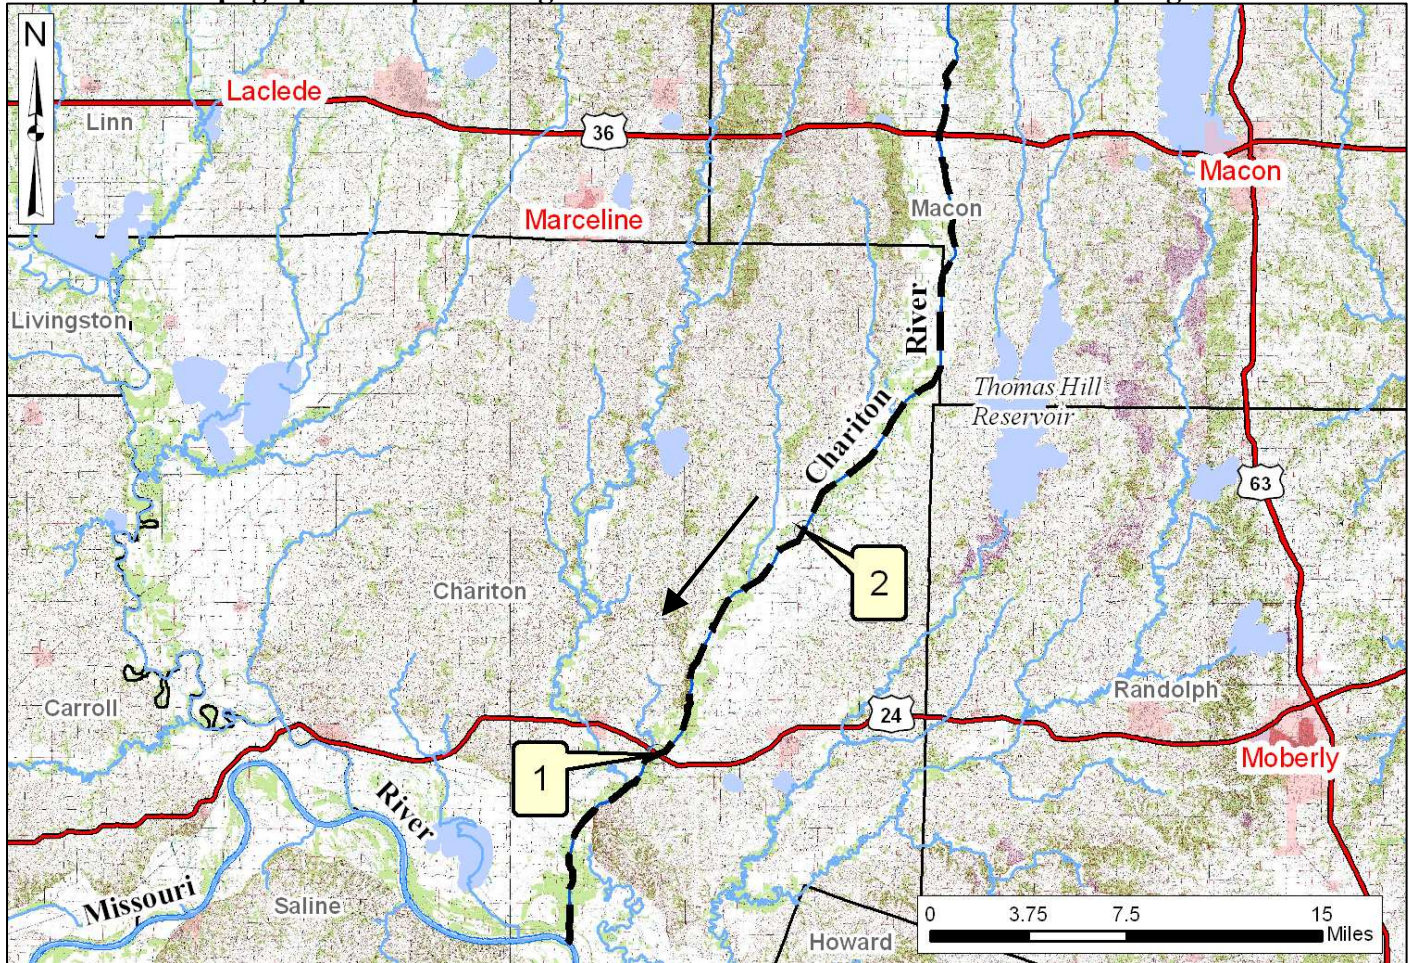 N
Laclede
Linn
36
Macon
Marceline
Macon
Livingston
River
Thomas Hill
Reservoir
Chariton
63
2
Chariton
Randolph
Carroll
24
1
Moberly
River
Missouri
Saline
Howard
0 3.75 7.5 15
Miles